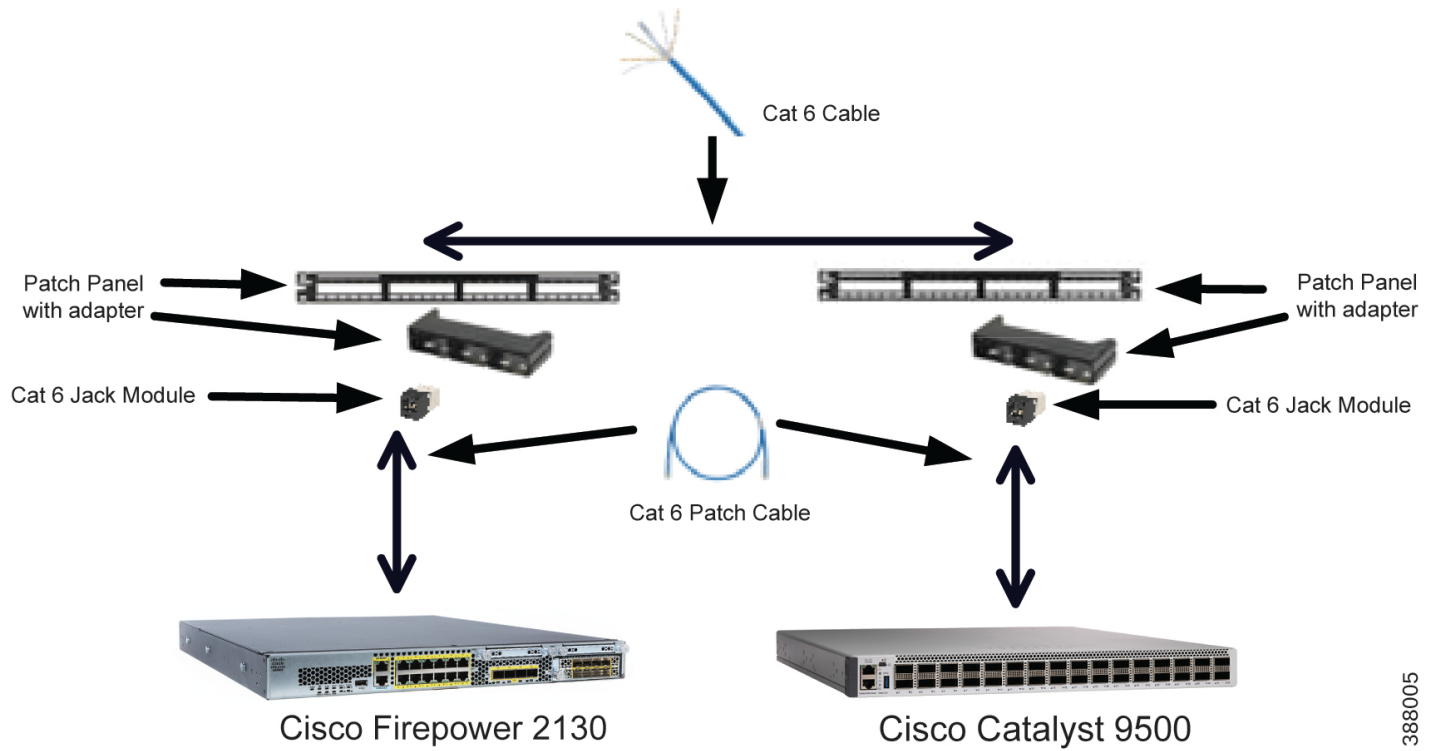 Cat 6 Cable
Patch Panel
with adapter
Patch Panel
with adapter
Cat 6 Jack Module
Cat 6 Jack Module
Cat 6 Patch Cable
Cisco Firepower 2130
Cisco Catalyst 9500
388005